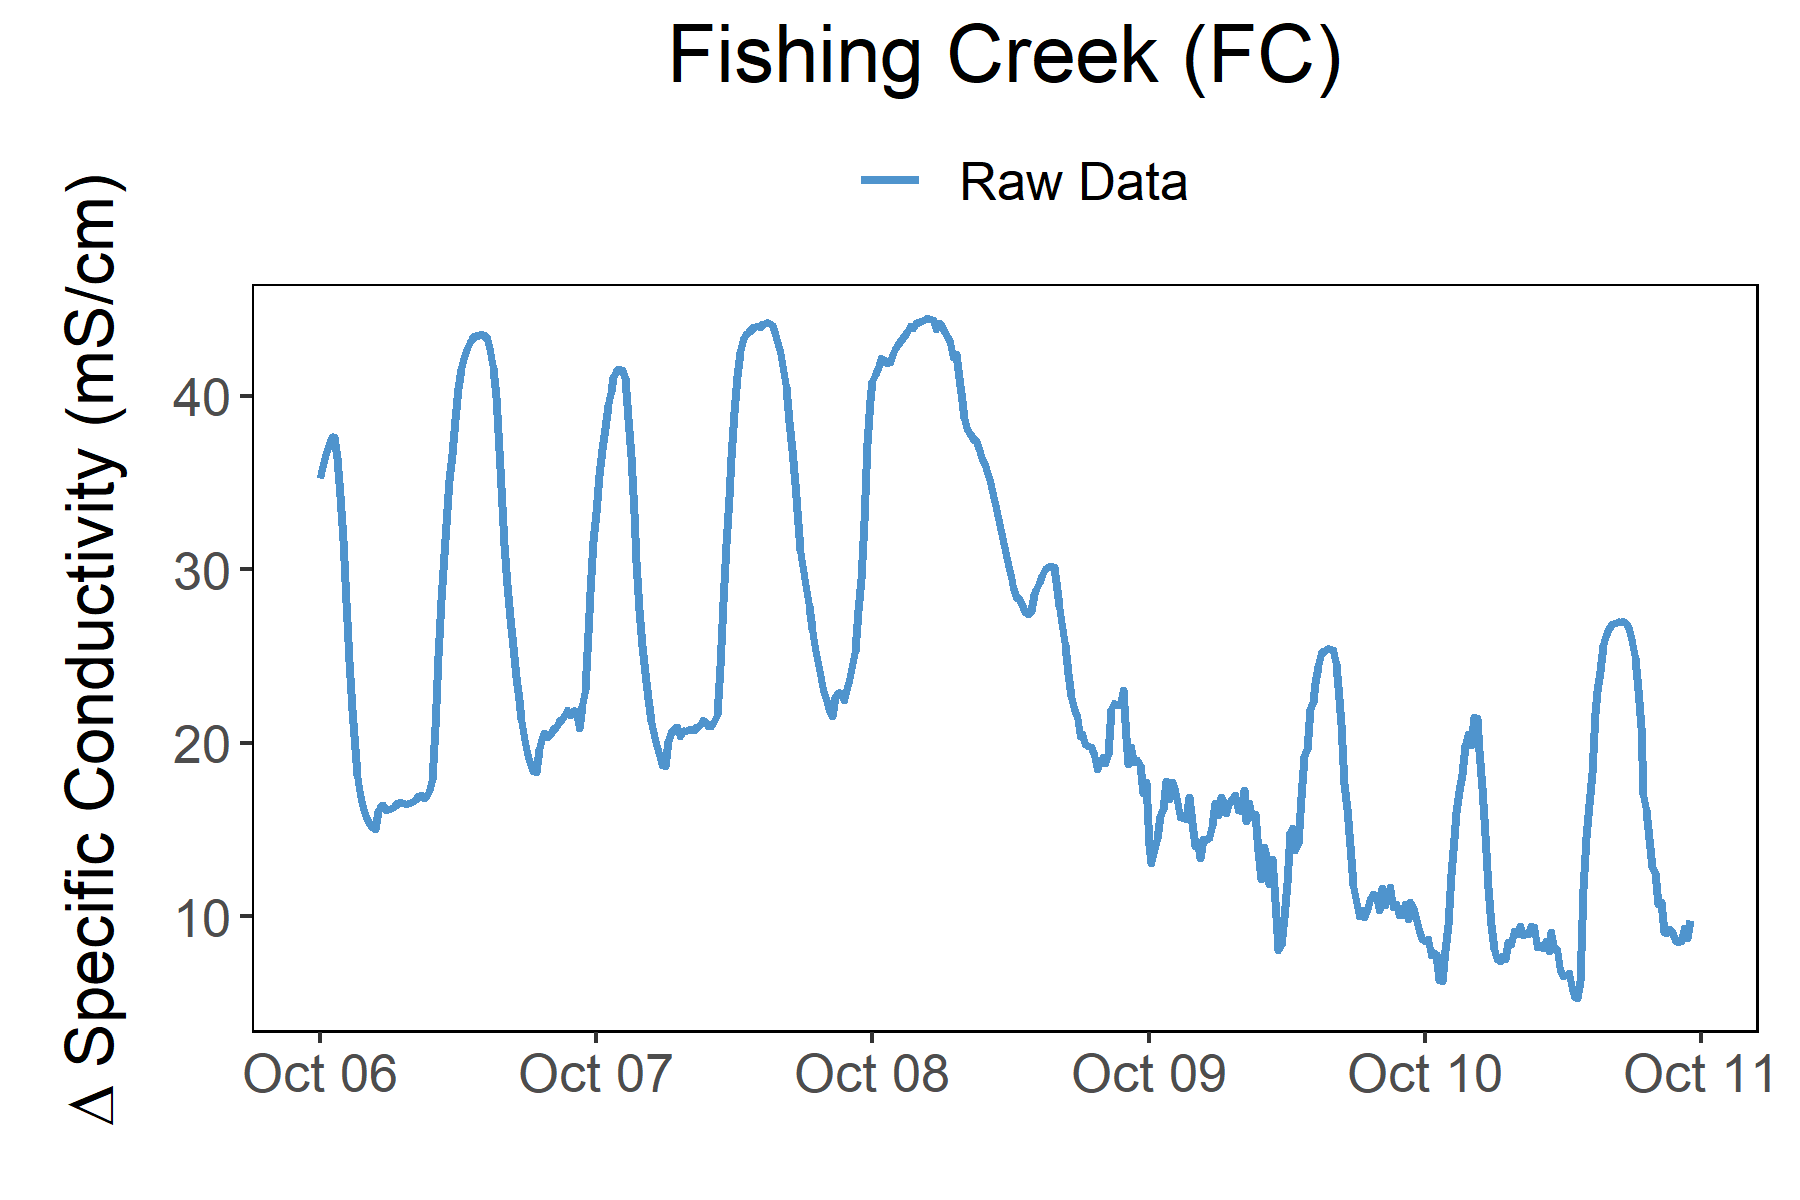 Fishing Creek (FC)
Raw Data
Δ Specific Conductivity (mS/cm)
40
30
20
10
Oct 06 Oct 07 Oct 08 Oct 09 Oct 10 Oct 11